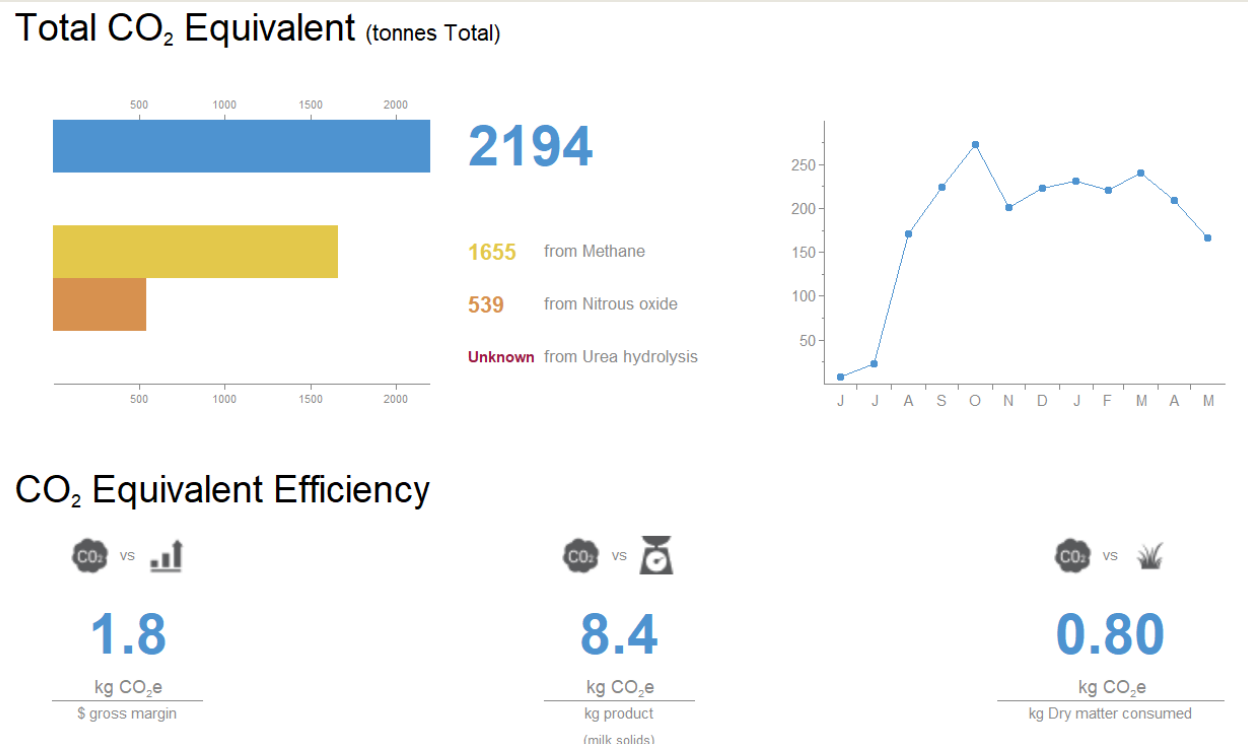 Total CO₂ Equivalent (tonnes Total)
500 1000 1500 2000
2194
1655 from Methane
539 from Nitrous oxide
Unknown from Urea hydrolysis
500 1000 1500 2000
250
200
150
100
50
J J A S O N D J F M A M
CO₂ Equivalent Efficiency
CO₂ vs
CO₂ vs
CO₂ vs
1.8
kg CO₂e
$ gross margin
8.4
kg CO₂e
kg product
(milk solids)
0.80
kg CO₂e
kg Dry matter consumed